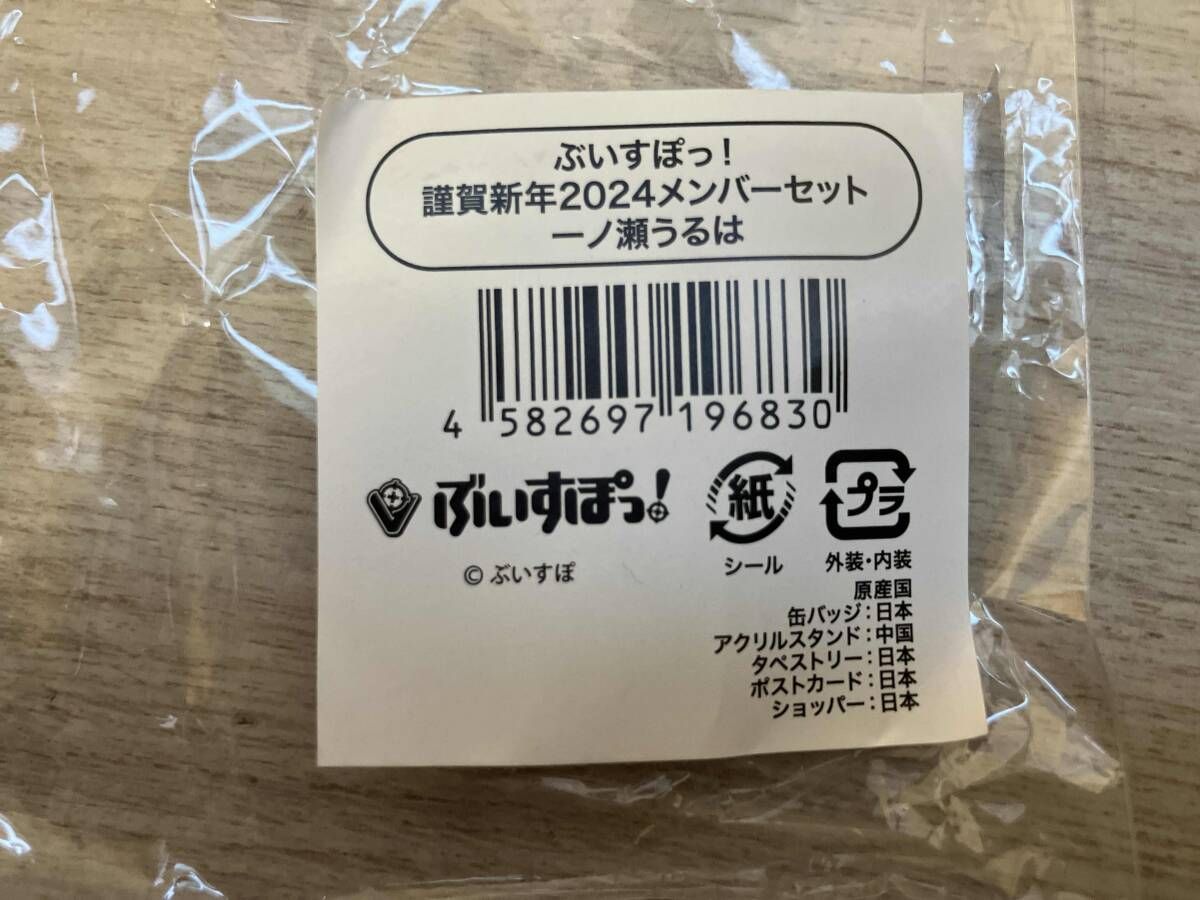 ぶいすぽっ！
謹賀新年2024メンバーセット
一ノ瀬うるは
4 582697 196830
ぶいすぽっ！
紙
プラ
シール
外装・内装
© ぶいすぽ
原産国
缶バッジ：日本
アクリルスタンド：中国
タペストリー：日本
ポストカード：日本
ショッパー：日本